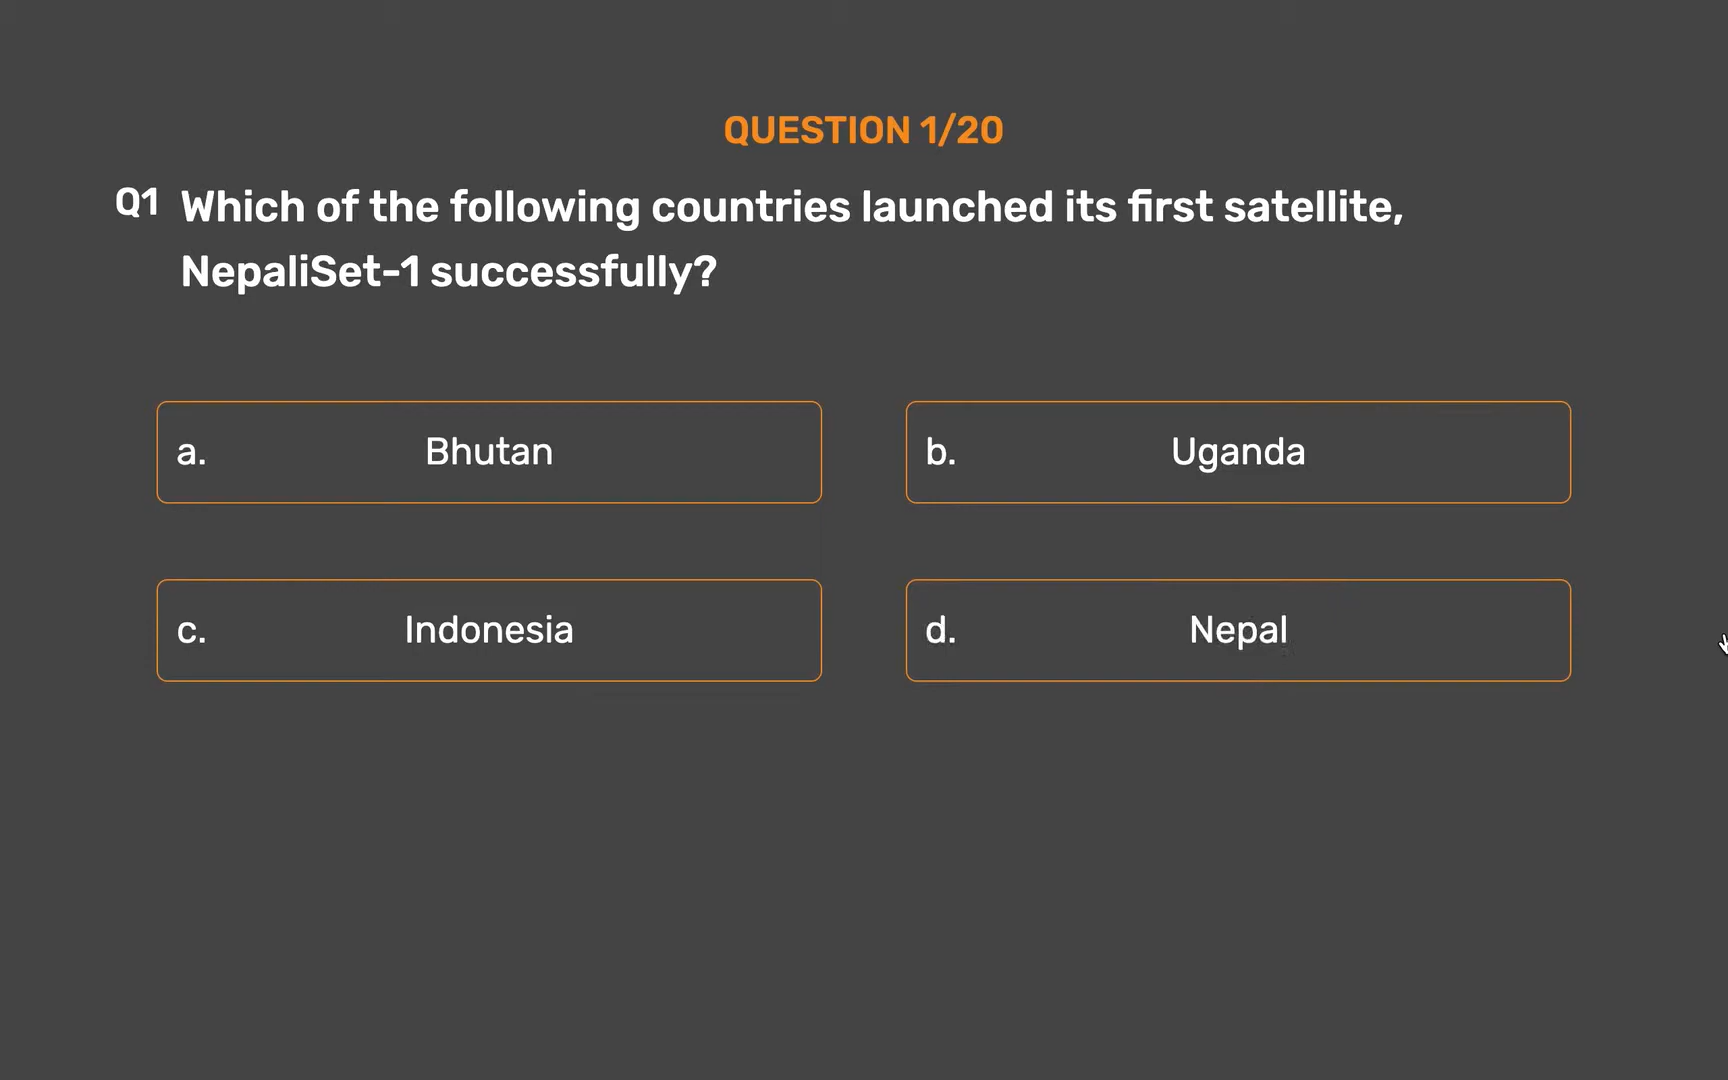 QUESTION 1/20
Q1 Which of the following countries launched its first satellite,
NepaliSet-1 successfully?
a. Bhutan
b. Uganda
c. Indonesia
d. Nepal